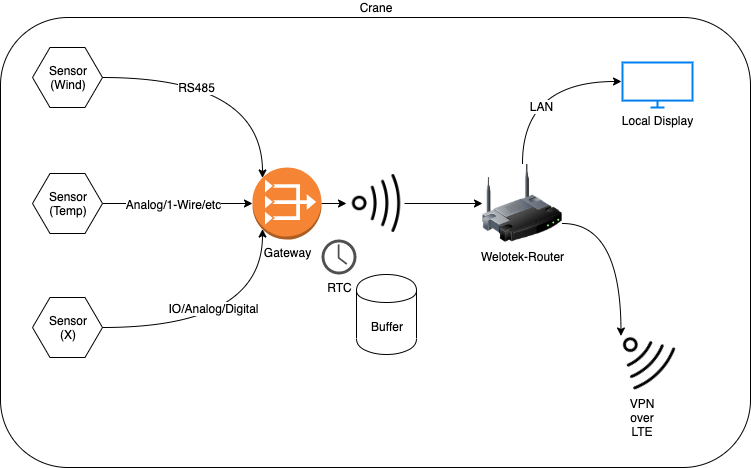 Crane
Sensor
(Wind)
RS485
LAN
Local Display
Sensor
(Temp)
Analog/1-Wire/etc
Gateway
Welotek-Router
RTC
Sensor
(X)
IO/Analog/Digital
Buffer
VPN
over
LTE